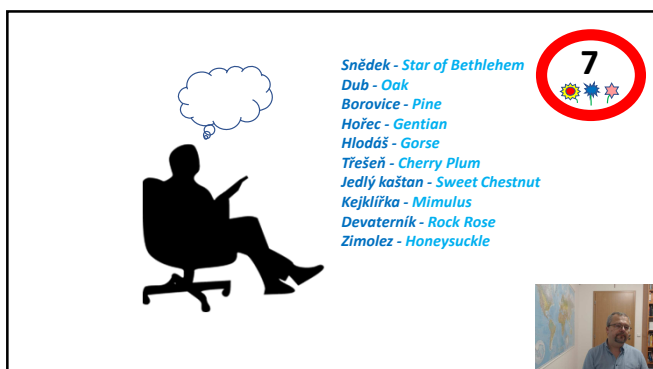 Snědek - Star of Bethlehem
Dub - Oak
Borovice - Pine
Hořec - Gentian
Hlodáš - Gorse
Třešeň - Cherry Plum
Jedlý kaštan - Sweet Chestnut
Kejklířka - Mimulus
Devaterník - Rock Rose
Zimolez - Honeysuckle
7